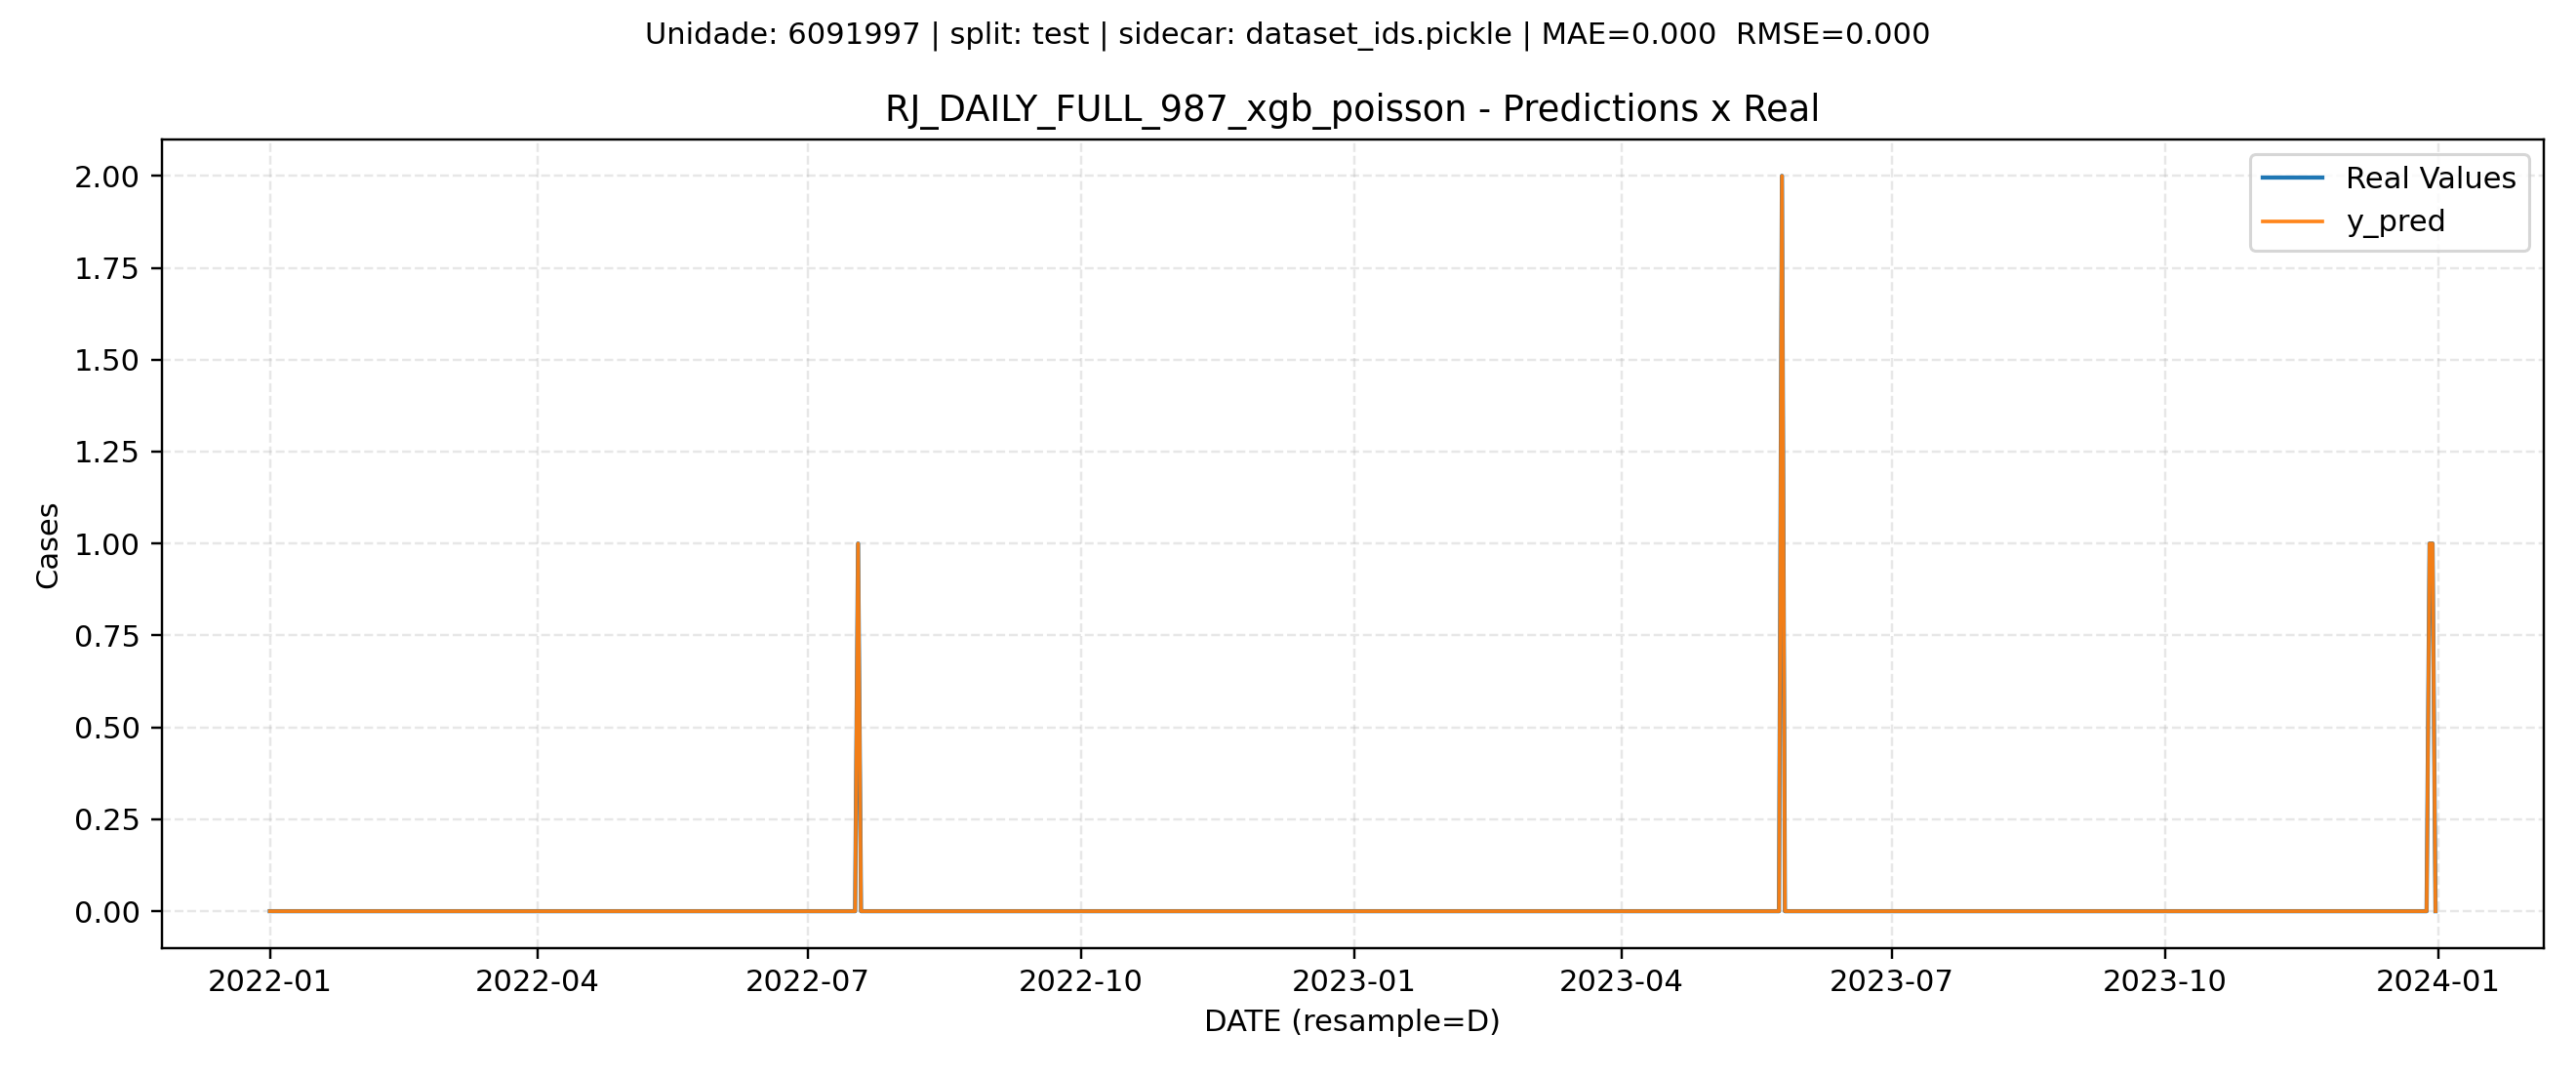 Unidade: 6091997 | split: test | sidecar: dataset_ids.pickle | MAE=0.000  RMSE=0.000
RJ_DAILY_FULL_987_xgb_poisson - Predictions x Real
Real Values
y_pred
Cases
2.00
1.75
1.50
1.25
1.00
0.75
0.50
0.25
0.00
2022-01 2022-04 2022-07 2022-10 2023-01 2023-04 2023-07 2023-10 2024-01
DATE (resample=D)